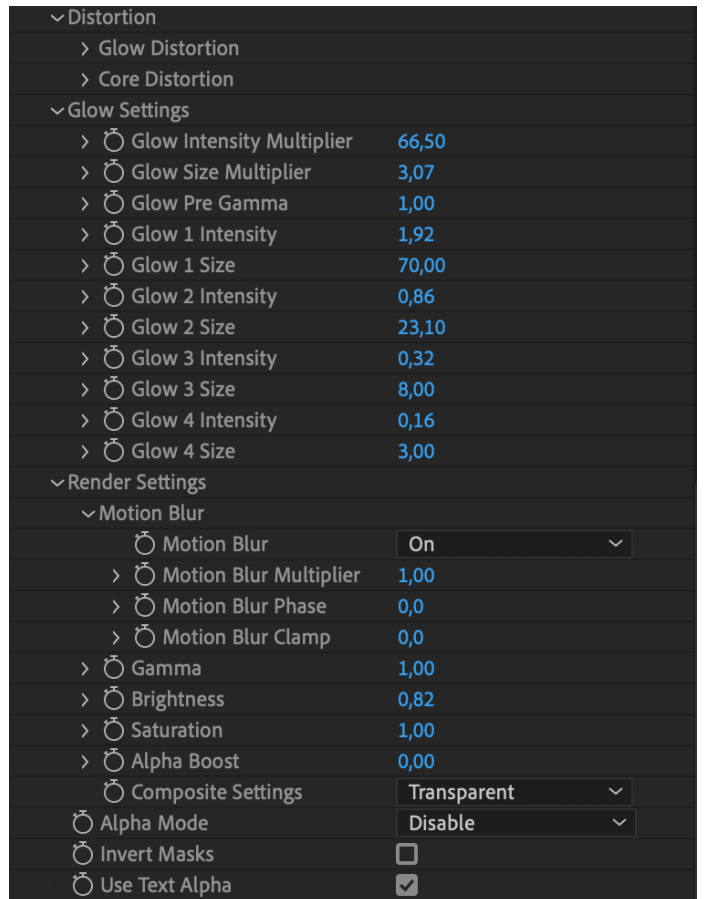 Distortion
Glow Distortion
Core Distortion
Glow Settings
Glow Intensity Multiplier 66,50
Glow Size Multiplier 3,07
Glow Pre Gamma 1,00
Glow 1 Intensity 1,92
Glow 1 Size 70,00
Glow 2 Intensity 0,86
Glow 2 Size 23,10
Glow 3 Intensity 0,32
Glow 3 Size 8,00
Glow 4 Intensity 0,16
Glow 4 Size 3,00
Render Settings
Motion Blur
Motion Blur On
Motion Blur Multiplier 1,00
Motion Blur Phase 0,0
Motion Blur Clamp 0,0
Gamma 1,00
Brightness 0,82
Saturation 1,00
Alpha Boost 0,00
Composite Settings Transparent
Alpha Mode Disable
Invert Masks
Use Text Alpha